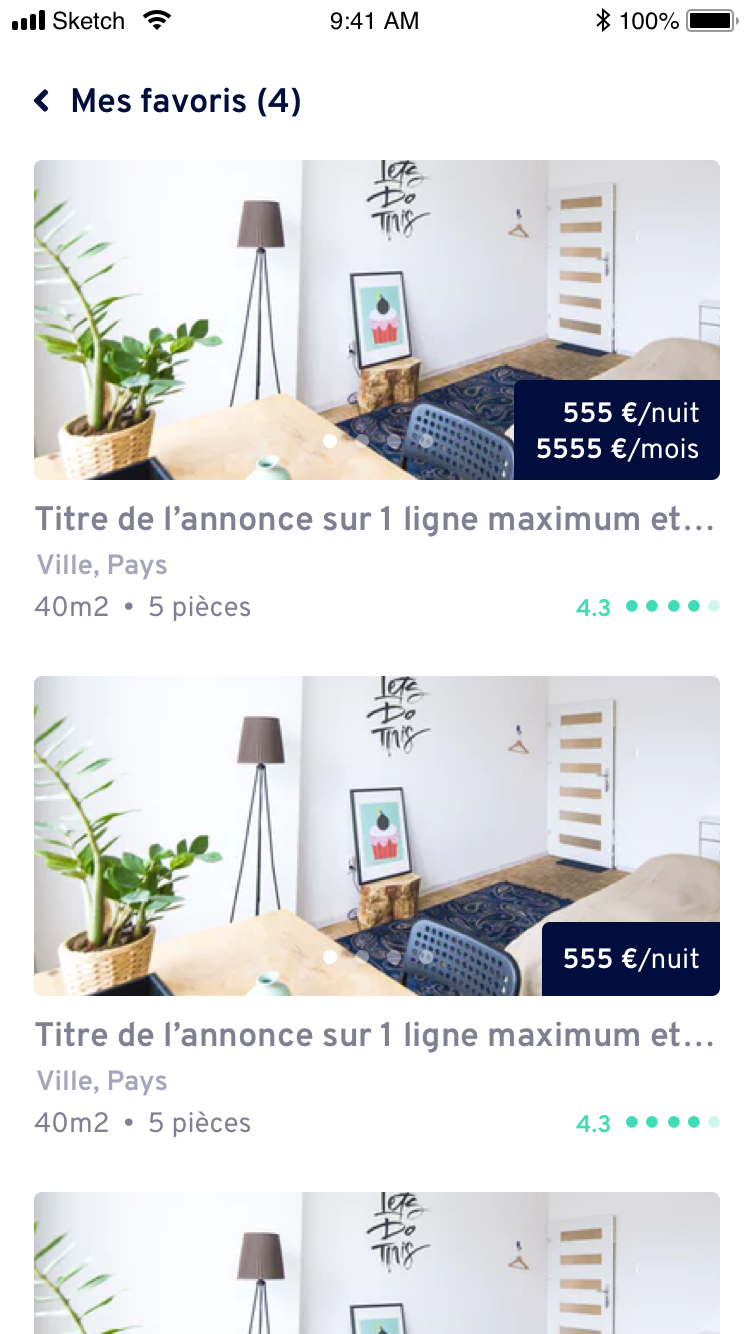 Sketch 9:41 AM 100%
Mes favoris (4)
Lets
Do
This
555 €/nuit
5555 €/mois
Titre de l’annonce sur 1 ligne maximum et…
Ville, Pays
40m2 • 5 pièces 4.3
Lets
Do
This
555 €/nuit
Titre de l’annonce sur 1 ligne maximum et…
Ville, Pays
40m2 • 5 pièces 4.3
Lets
Do
This